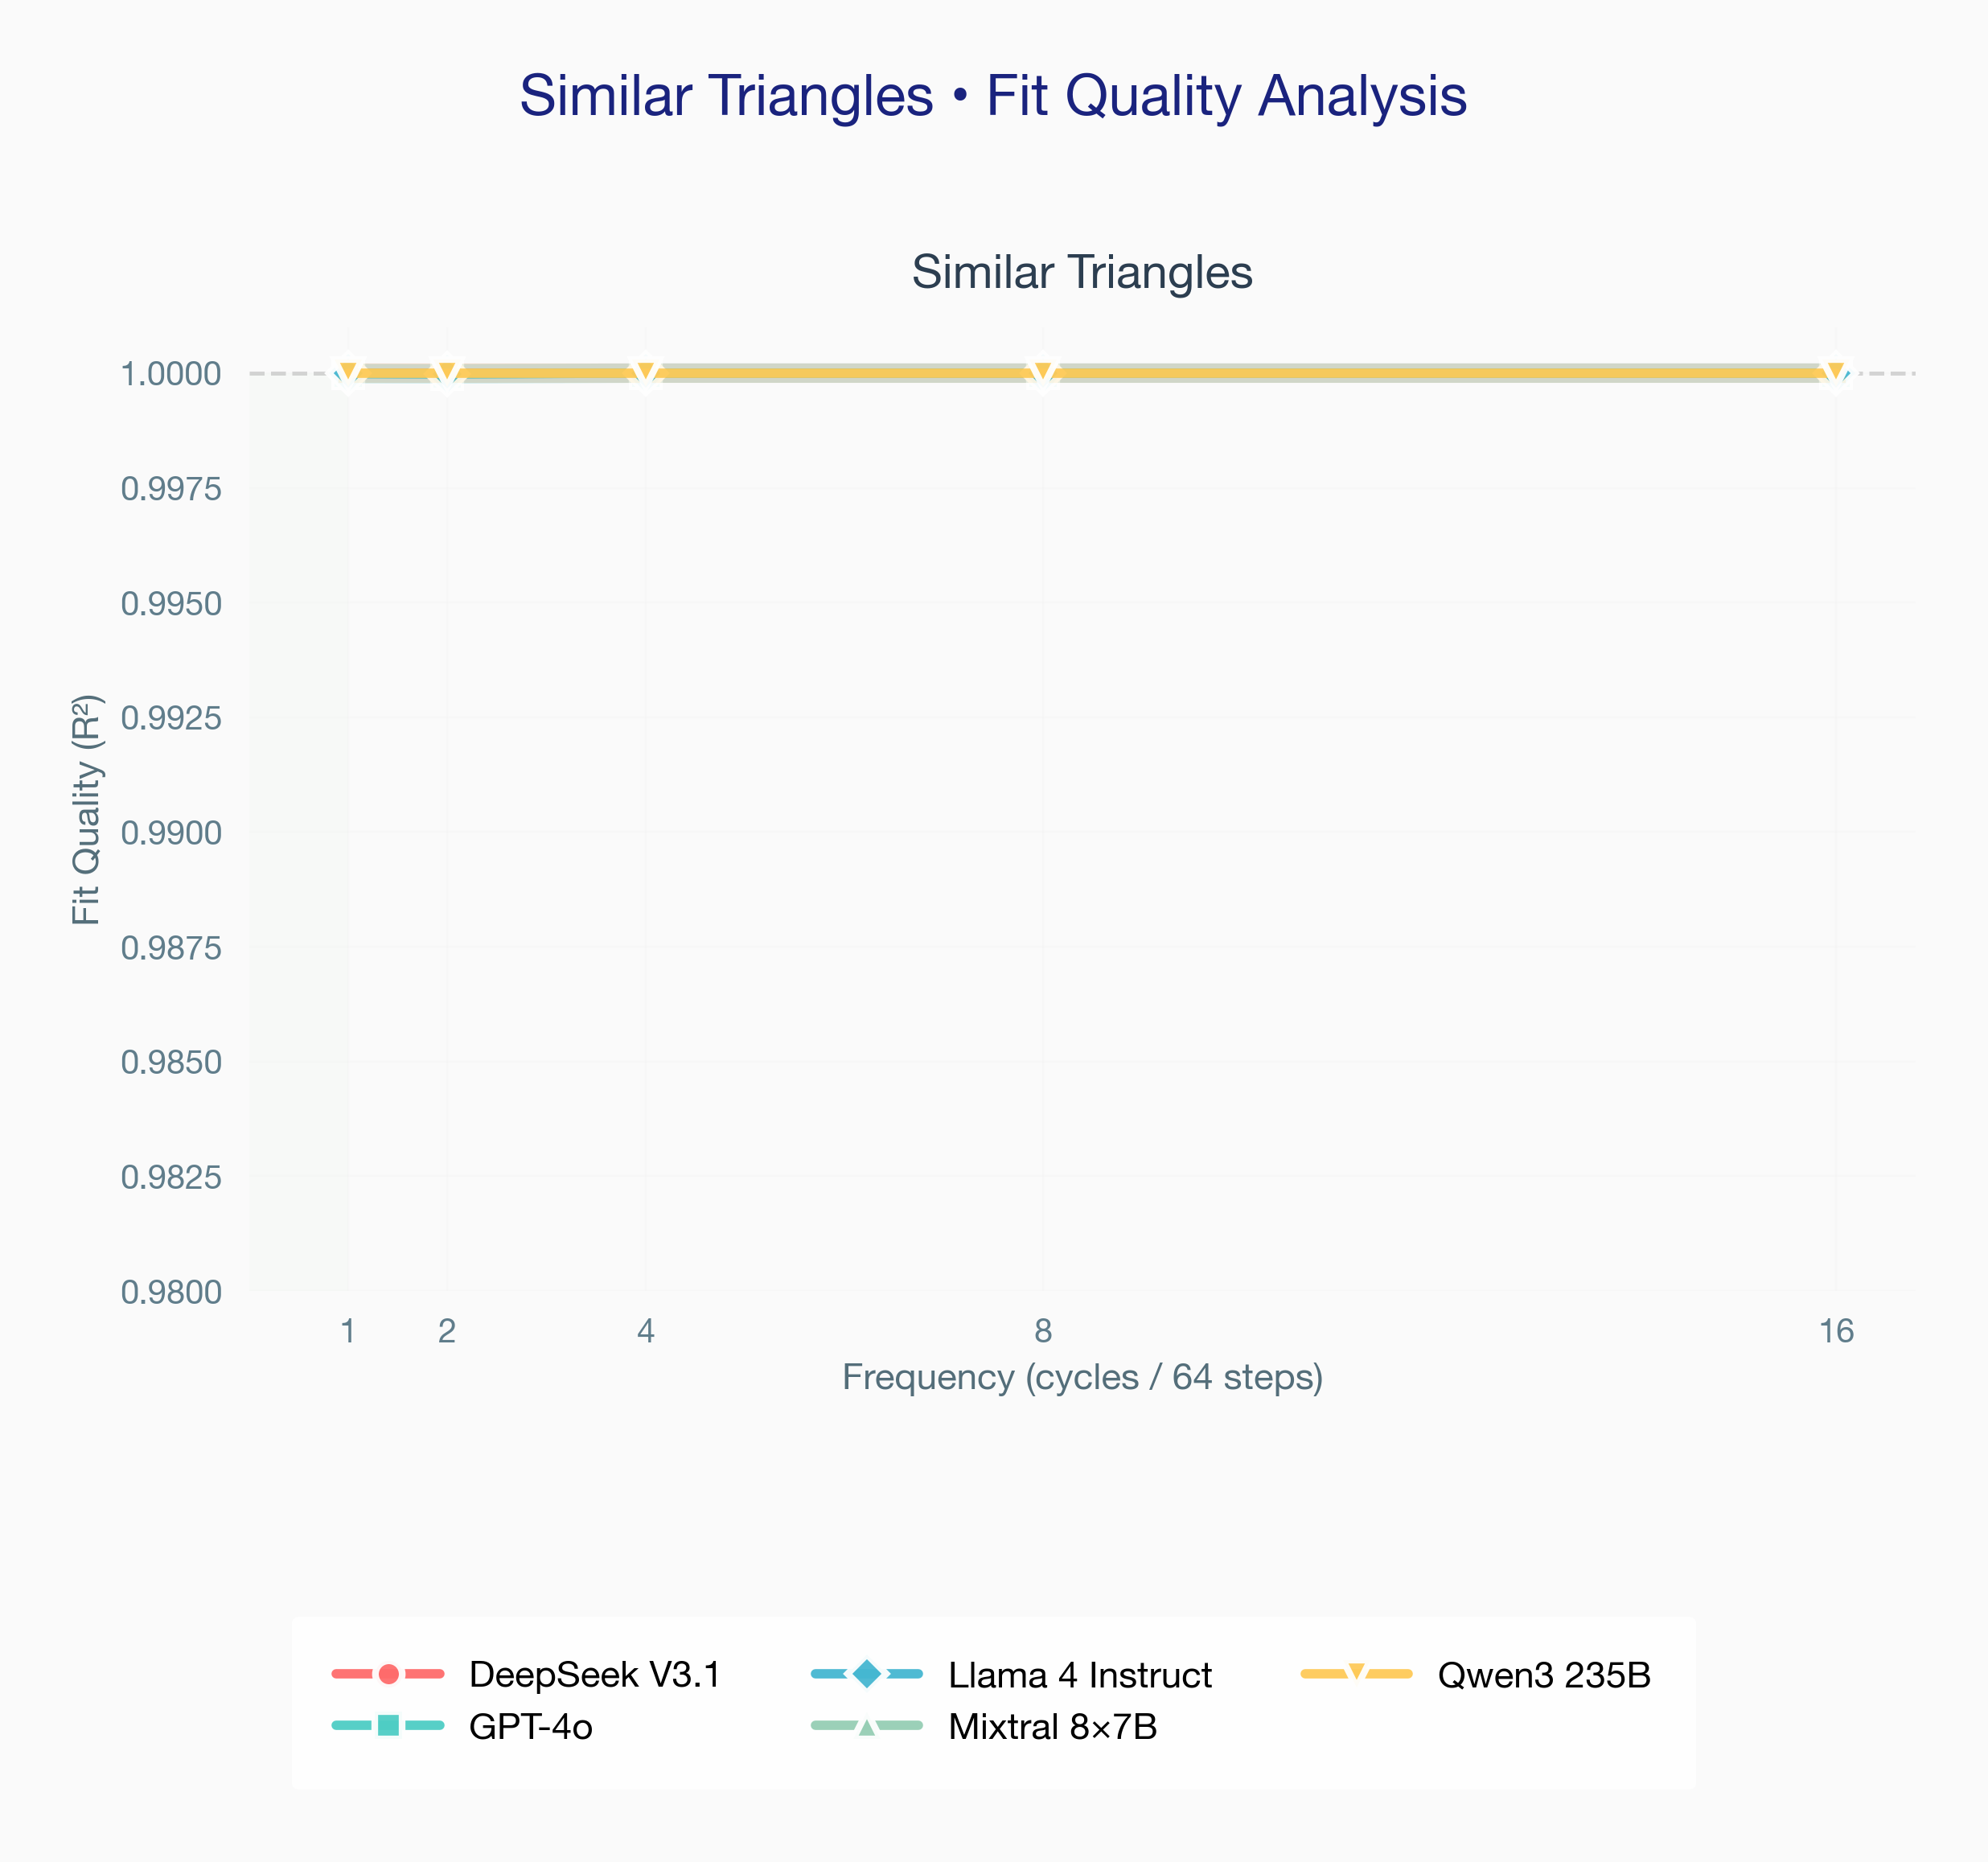 Similar Triangles • Fit Quality Analysis
Similar Triangles
1.0000
0.9975
0.9950
0.9925
0.9900
0.9875
0.9850
0.9825
0.9800
Fit Quality (R²)
1 2 4 8 16
Frequency (cycles / 64 steps)
DeepSeek V3.1 Llama 4 Instruct Qwen3 235B
GPT-4o Mixtral 8×7B